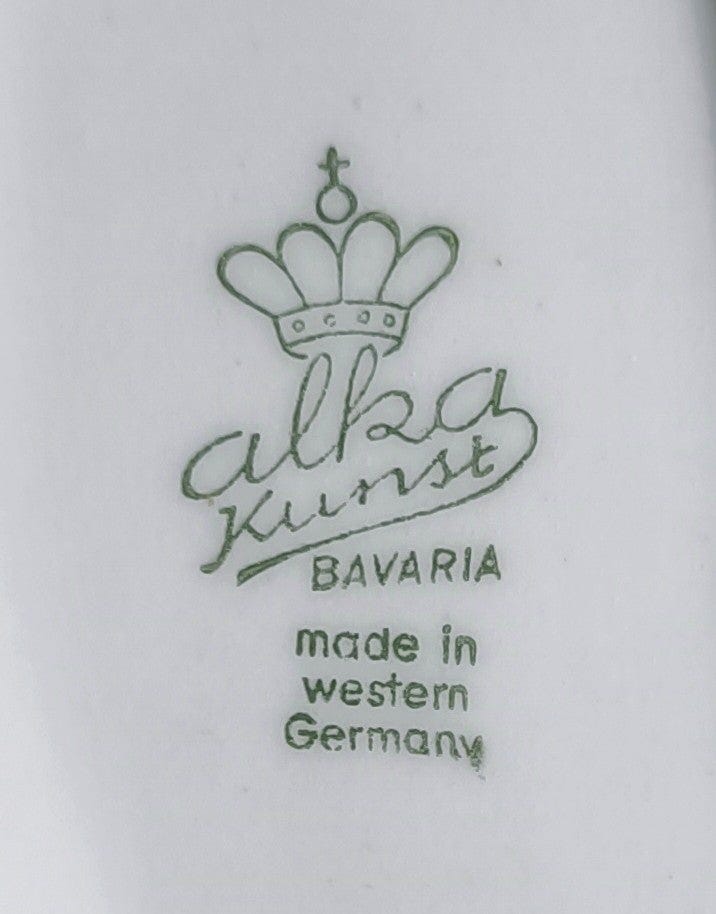 alka
Kunst
BAVARIA
made in
western
Germany